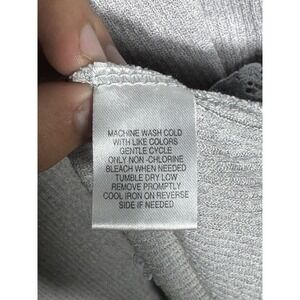 MACHINE WASH COLD
WITH LIKE COLORS
GENTLE CYCLE
ONLY NON -CHLORINE
BLEACH WHEN NEEDED
TUMBLE DRY LOW
REMOVE PROMPTLY
COOL IRON ON REVERSE
SIDE IF NEEDED